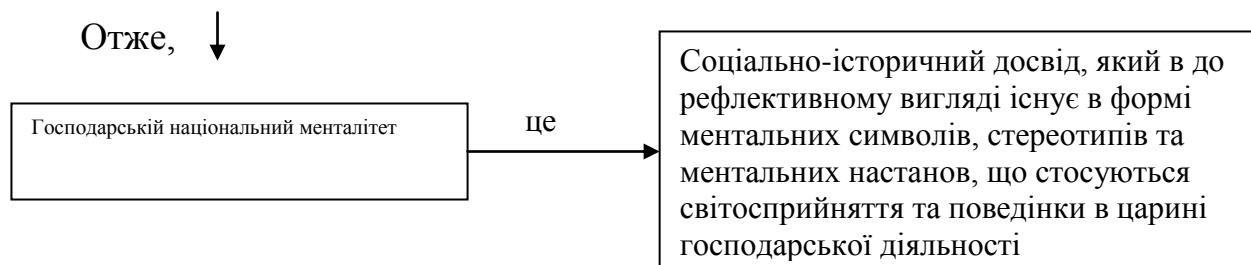 Отже,
Господарській національний менталітет
це
Соціально-історичний досвід, який в до
рефлективному вигляді існує в формі
ментальних символів, стереотипів та
ментальних настанов, що стосуються
світосприйняття та поведінки в царині
господарської діяльності